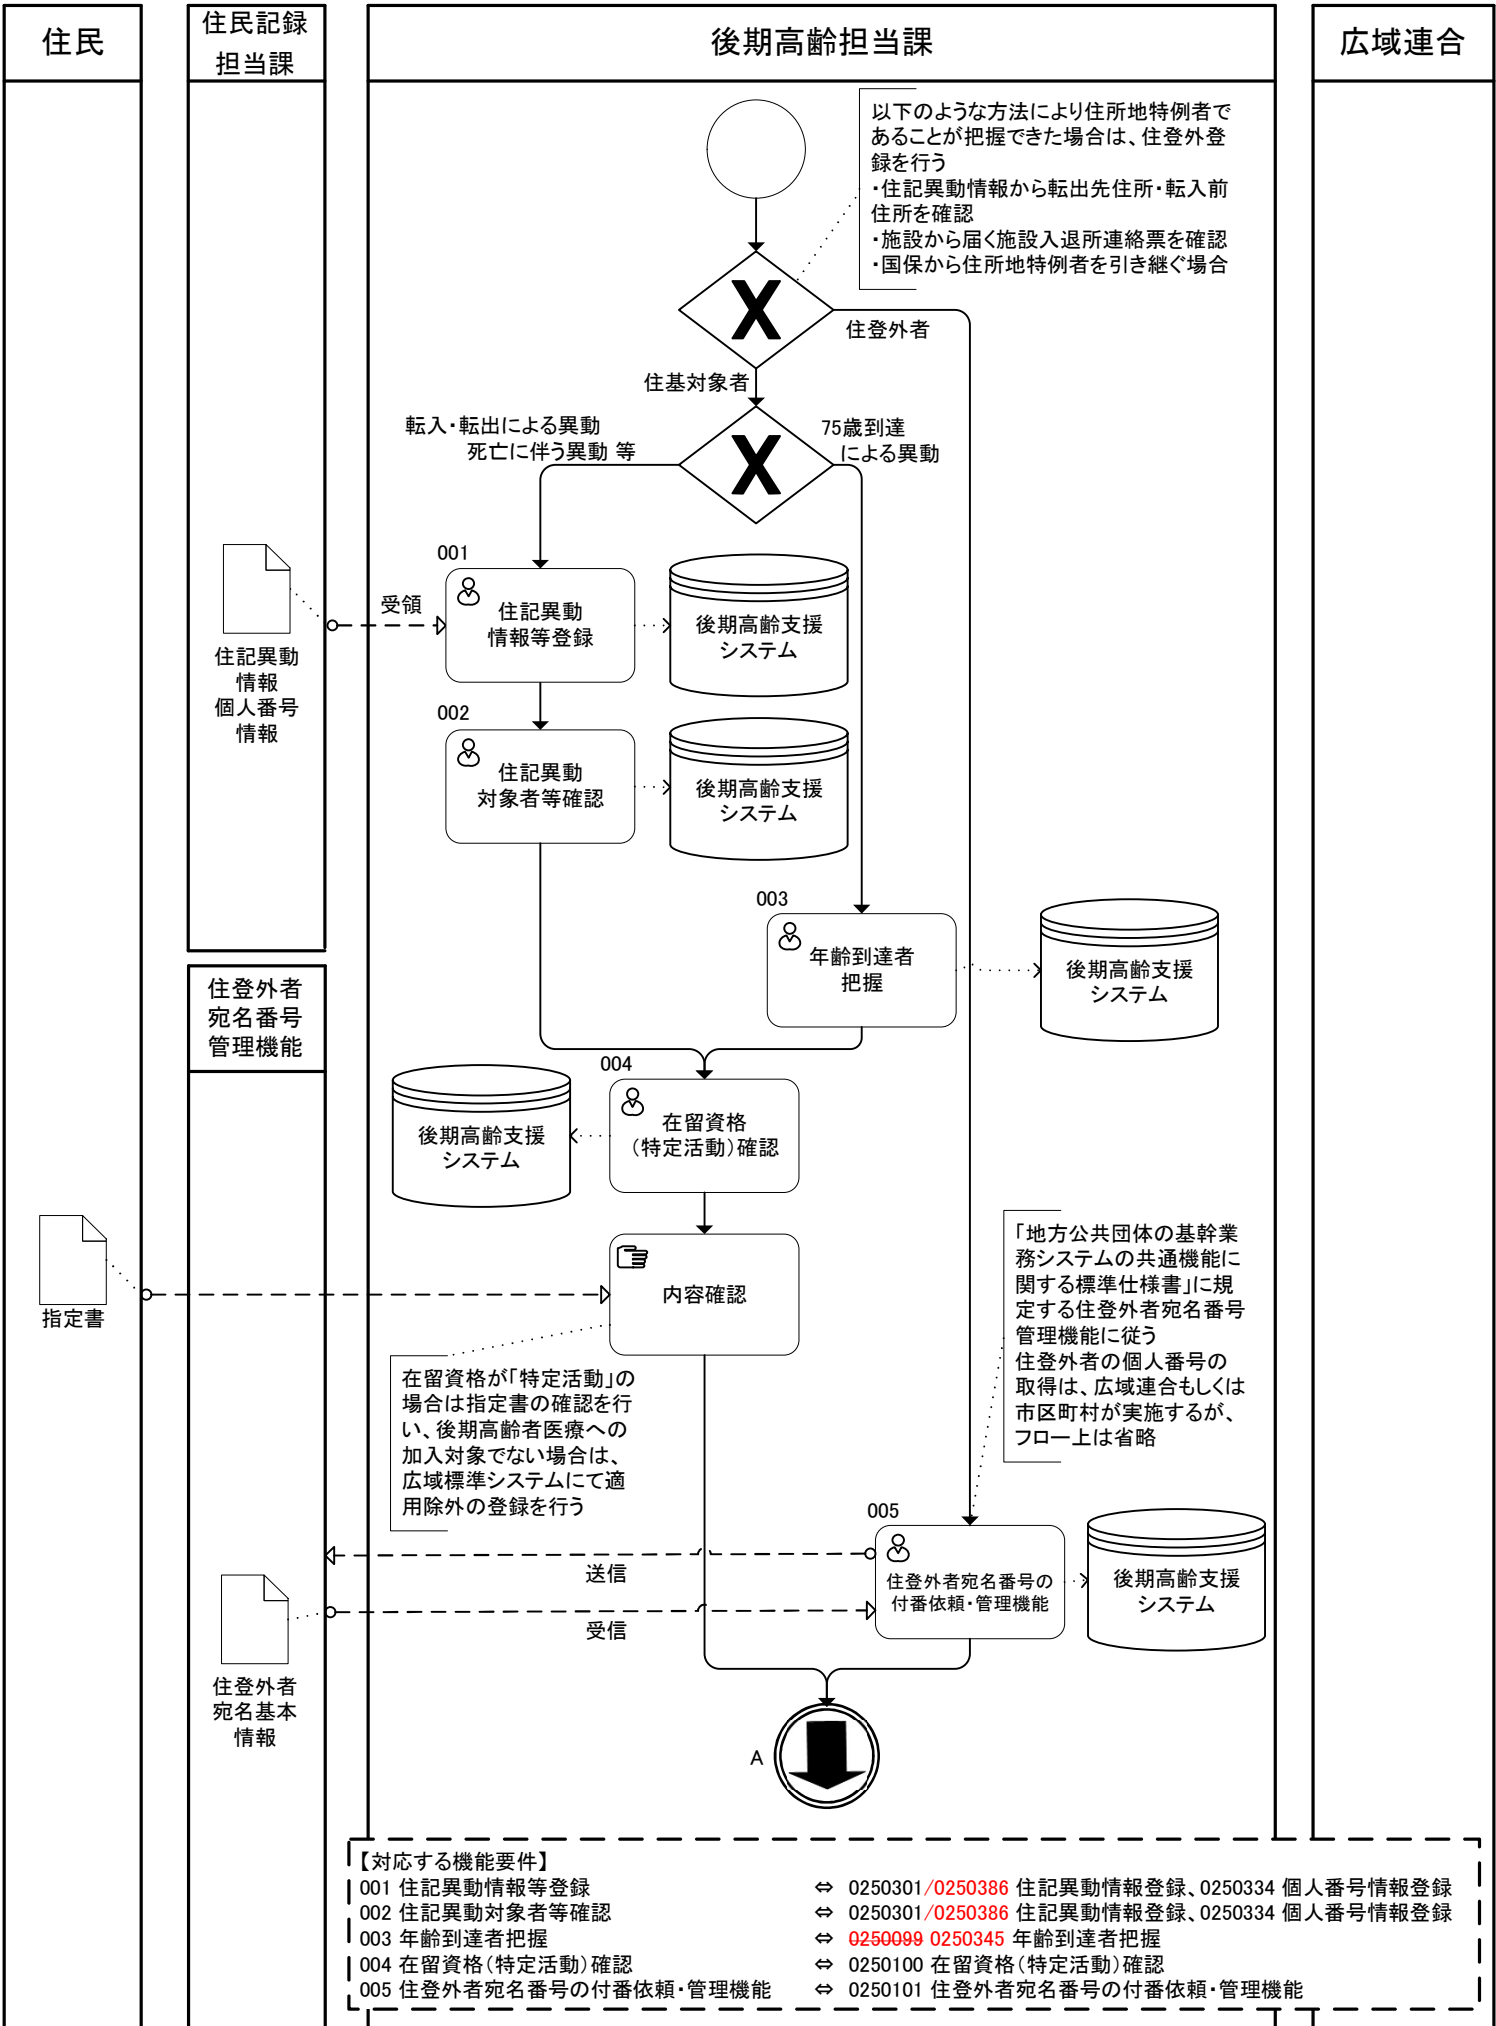 住民
住民記録
担当課
後期高齢担当課
広域連合
以下のような方法により住所地特例者で
あることが把握できた場合は、住登外登
録を行う
・住記異動情報から転出先住所・転入前
住所を確認
・施設から届く施設入退所連絡票を確認
・国保から住所地特例者を引き継ぐ場合
住登外者
住基対象者
転入・転出による異動
死亡に伴う異動 等
75歳到達
による異動
001
住記異動
情報等登録
後期高齢支援
システム
受領
住記異動
情報
個人番号
情報
002
住記異動
対象者等確認
後期高齢支援
システム
003
年齢到達者
把握
後期高齢支援
システム
住登外者
宛名番号
管理機能
004
在留資格
（特定活動）確認
後期高齢支援
システム
指定書
内容確認
在留資格が「特定活動」の
場合は指定書の確認を行
い、後期高齢者医療への
加入対象でない場合は、
広域標準システムにて適
用除外の登録を行う
「地方公共団体の基幹業
務システムの共通機能に
関する標準仕様書」に規
定する住登外者宛名番号
管理機能に従う
住登外者の個人番号の
取得は、広域連合もしくは
市区町村が実施するが、
フロー上は省略
005
住登外者宛名番号の
付番依頼・管理機能
後期高齢支援
システム
送信
受信
住登外者
宛名基本
情報
A
【対応する機能要件】
001 住記異動情報等登録 ⇔ 0250301/0250386 住記異動情報登録、0250334 個人番号情報登録
002 住記異動対象者等確認 ⇔ 0250301/0250386 住記異動情報登録、0250334 個人番号情報登録
003 年齢到達者把握 ⇔ 0250099 0250345 年齢到達者把握
004 在留資格（特定活動）確認 ⇔ 0250100 在留資格（特定活動）確認
005 住登外者宛名番号の付番依頼・管理機能 ⇔ 0250101 住登外者宛名番号の付番依頼・管理機能